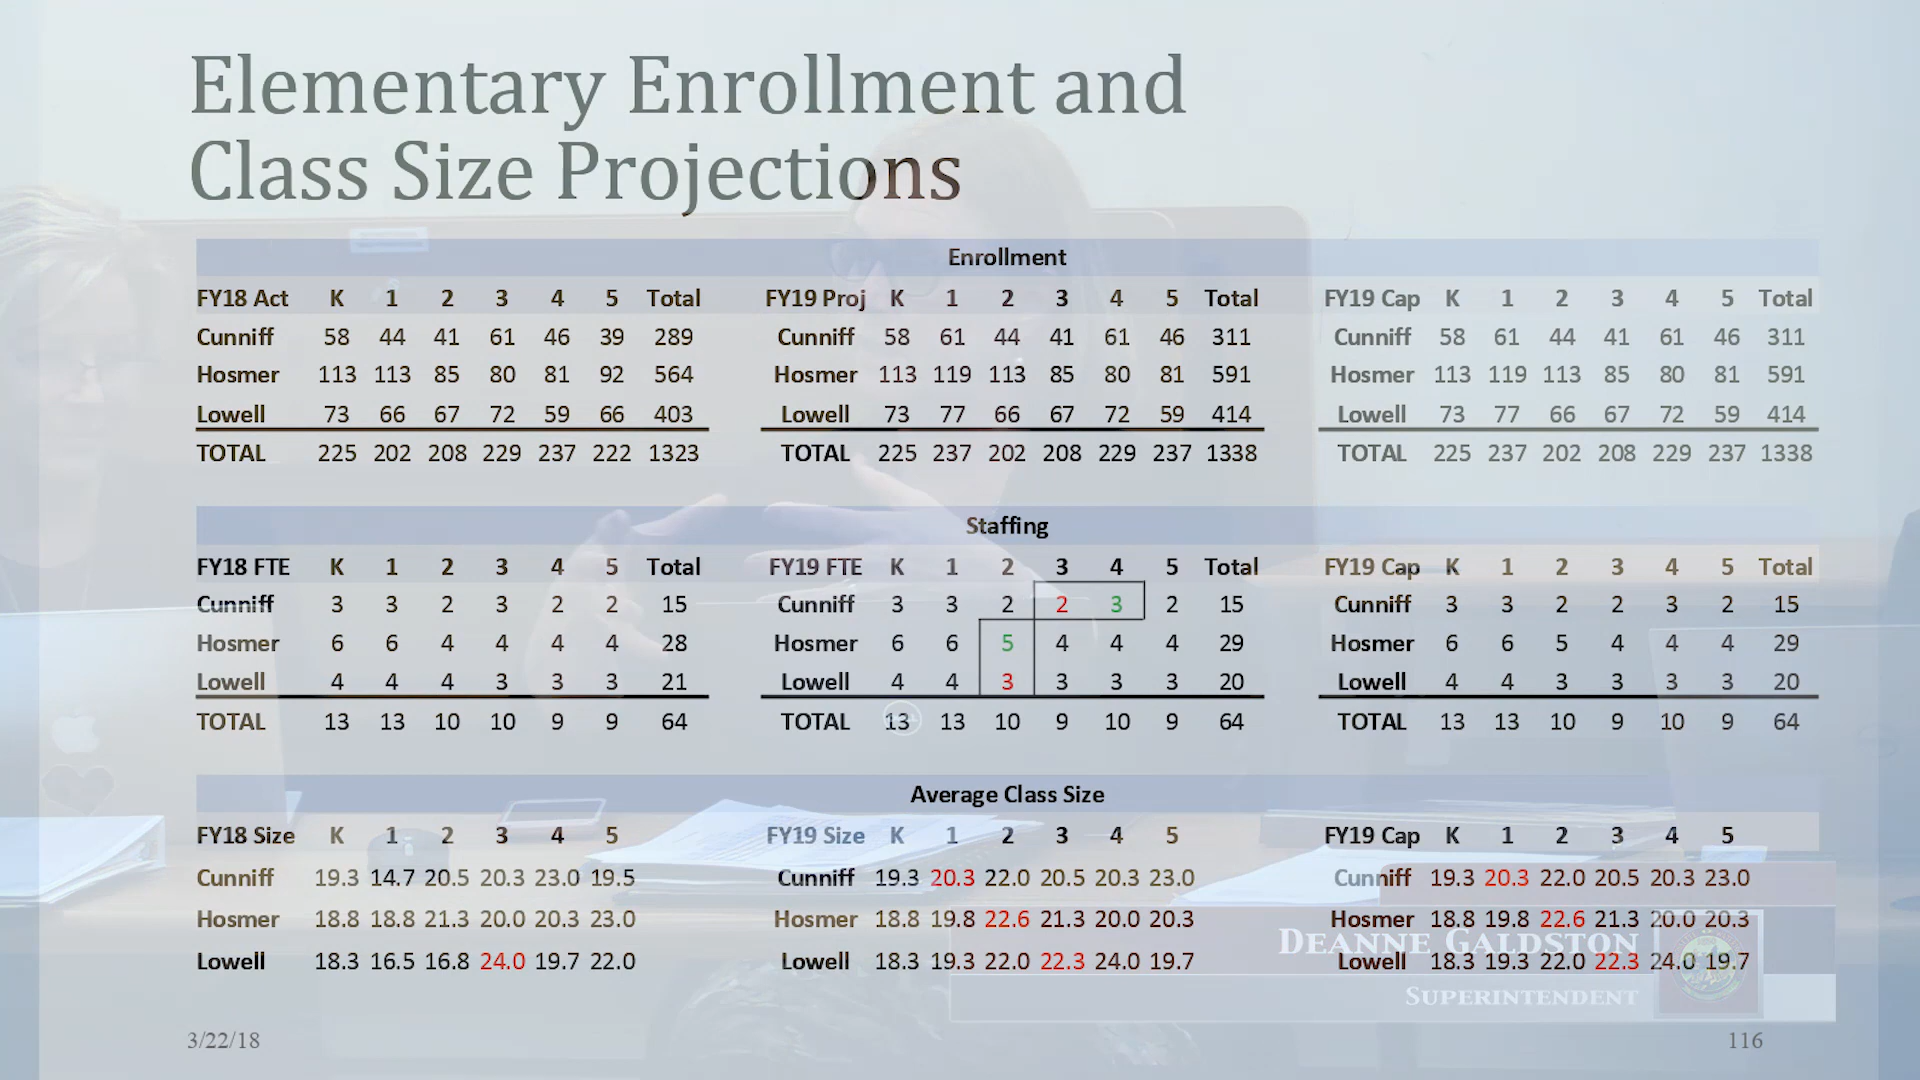 Elementary Enrollment and
Class Size Projections
Enrollment
FY18 Act K 1 2 3 4 5 Total FY19 Proj K 1 2 3 4 5 Total FY19 Cap K 1 2 3 4 5 Total
Cunniff 58 44 41 61 46 39 289 Cunniff 58 61 44 41 61 46 311 Cunniff 58 61 44 41 61 46 311
Hosmer 113 113 85 80 81 92 564 Hosmer 113 119 113 85 80 81 591 Hosmer 113 119 113 85 80 81 591
Lowell 73 66 67 72 59 66 403 Lowell 73 77 66 67 72 59 414 Lowell 73 77 66 67 72 59 414
TOTAL 225 202 208 229 237 222 1323 TOTAL 225 237 202 208 229 237 1338 TOTAL 225 237 202 208 229 237 1338
Staffing
FY18 FTE K 1 2 3 4 5 Total FY19 FTE K 1 2 3 4 5 Total FY19 Cap K 1 2 3 4 5 Total
Cunniff 3 3 2 3 2 2 15 Cunniff 3 3 2 2 3 2 15 Cunniff 3 3 2 2 3 2 15
Hosmer 6 6 4 4 4 4 28 Hosmer 6 6 5 4 4 4 29 Hosmer 6 6 5 4 4 4 29
Lowell 4 4 4 3 3 3 21 Lowell 4 4 3 3 3 3 20 Lowell 4 4 3 3 3 3 20
TOTAL 13 13 10 10 9 9 64 TOTAL 13 13 10 9 10 9 64 TOTAL 13 13 10 9 10 9 64
Average Class Size
FY18 Size K 1 2 3 4 5 FY19 Size K 1 2 3 4 5 FY19 Cap K 1 2 3 4 5
Cunniff 19.3 14.7 20.5 20.3 23.0 19.5 Cunniff 19.3 20.3 22.0 20.5 20.3 23.0 Cunniff 19.3 20.3 22.0 20.5 20.3 23.0
Hosmer 18.8 18.8 21.3 20.0 20.3 23.0 Hosmer 18.8 19.8 22.6 21.3 20.0 20.3 Hosmer 18.8 19.8 22.6 21.3 20.0 20.3
DEANNE GALDSTON
Lowell 18.3 16.5 16.8 24.0 19.7 22.0 Lowell 18.3 19.3 22.0 22.3 24.0 19.7 Lowell 18.3 19.3 22.0 22.3 24.0 19.7
SUPERINTENDENT
3/22/18 116